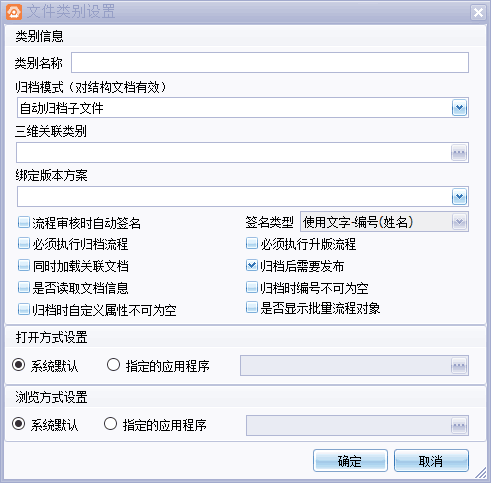 文件类别设置
类别信息
类别名称
归档模式（对结构文档有效）
自动归档子文件
三维关联类别
绑定版本方案
流程审核时自动签名 签名类型 使用文字-编号(姓名)
必须执行归档流程 必须执行升版流程
同时加载关联文档 归档后需要发布
是否读取文档信息 归档时编号不可为空
归档时自定义属性不可为空 是否显示批量流程对象
打开方式设置
系统默认 指定的应用程序
浏览方式设置
系统默认 指定的应用程序
确定 取消